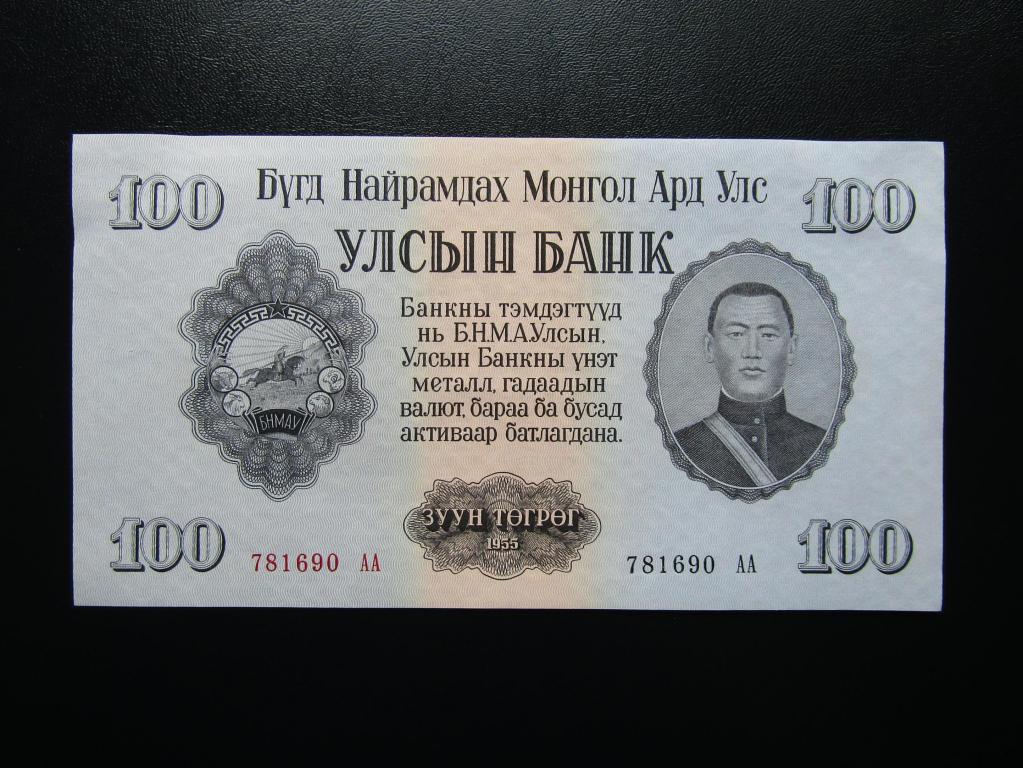 100 Бүгд Найрамдах Монгол Ард Улс 100
УЛСЫН БАНК
Банкны тэмдэгтүүд
нь Б.Н.М.А.Улсын,
Улсын Банкны үнэт
металл, гадаадын
валют, бараа ба бусад
активаар батлагдана.
БНМАУ
ЗУУН ТӨГРӨГ
1955
100 781690 АА 781690 АА 100